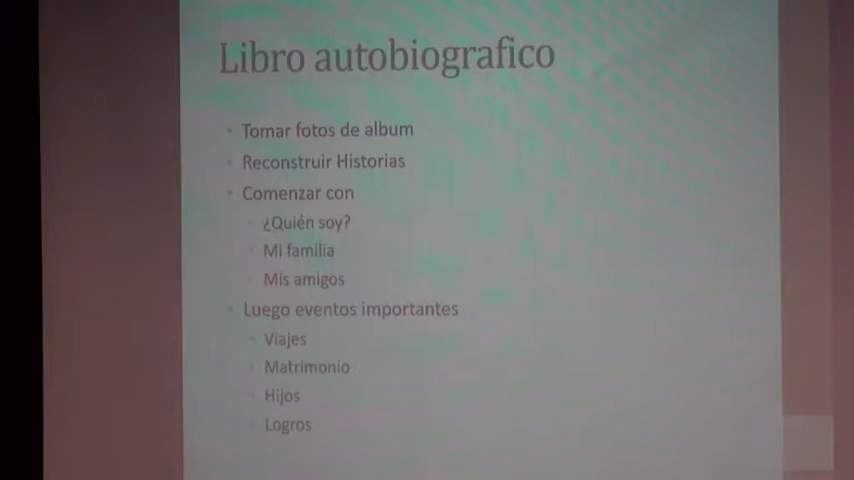 Libro autobiografico
Tomar fotos de album
Reconstruir Historias
Comenzar con
¿Quién soy?
Mi familia
Mis amigos
Luego eventos importantes
Viajes
Matrimonio
Hijos
Logros